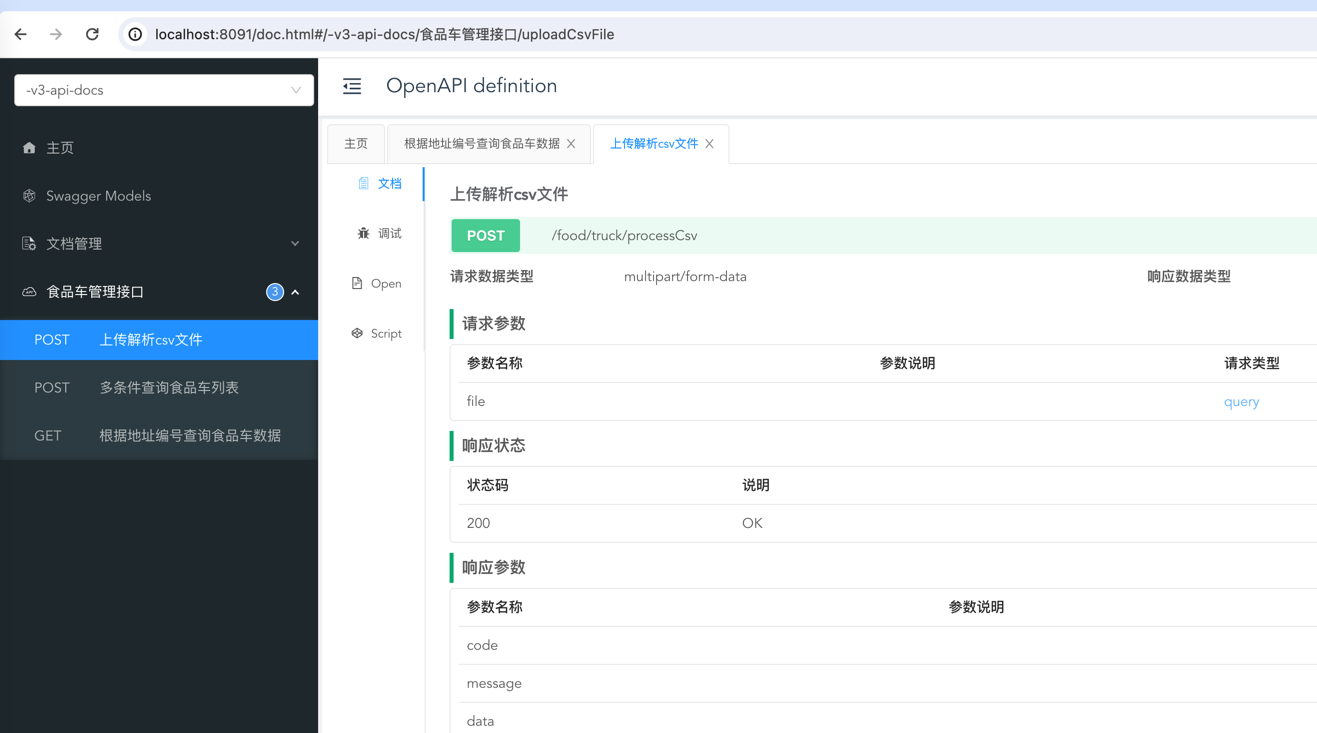 localhost:8091/doc.html#/-v3-api-docs/食品车管理接口/uploadCsvFile
-v3-api-docs
主页
Swagger Models
文档管理
食品车管理接口 3
POST 上传解析csv文件
POST 多条件查询食品车列表
GET 根据地址编号查询食品车数据
OpenAPI definition
主页 根据地址编号查询食品车数据 上传解析csv文件
文档
调试
Open
Script
上传解析csv文件
POST /food/truck/processCsv
请求数据类型 multipart/form-data 响应数据类型
请求参数
参数名称 参数说明 请求类型
file query
响应状态
状态码 说明
200 OK
响应参数
参数名称 参数说明
code
message
data